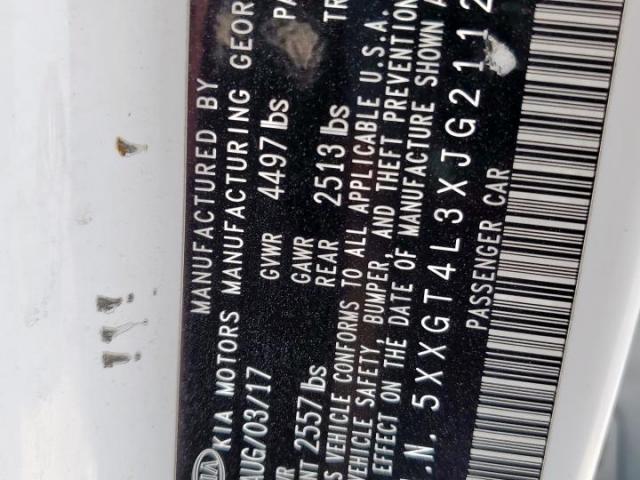 MANUFACTURED BY
KIA MOTORS MANUFACTURING GEOR
KIA
AUG/03/17 GVWR 4497 lbs
GAWR
2557 lbs REAR 2513 lbs
VEHICLE CONFORMS TO ALL APPLICABLE U.S.A.
VEHICLE SAFETY, BUMPER, AND THEFT PREVENTION
EFFECT ON THE DATE OF MANUFACTURE SHOWN A
.N. 5XXGT4L3XJG2112
PASSENGER CAR